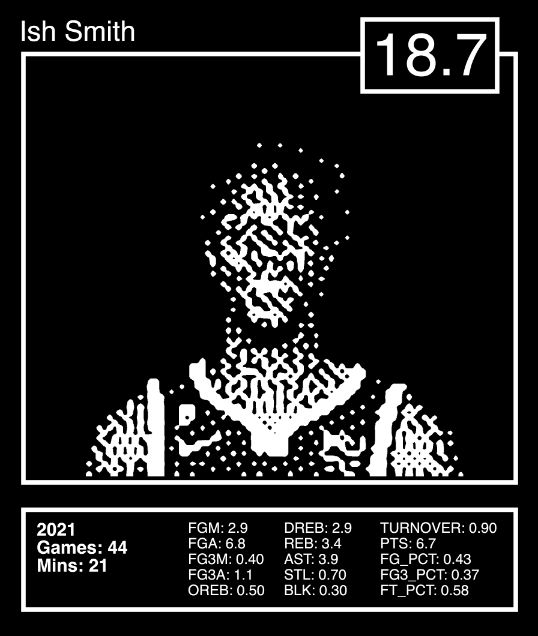 Ish Smith
18.7
2021
Games: 44
Mins: 21
FGM: 2.9
FGA: 6.8
FG3M: 0.40
FG3A: 1.1
OREB: 0.50
DREB: 2.9
REB: 3.4
AST: 3.9
STL: 0.70
BLK: 0.30
TURNOVER: 0.90
PTS: 6.7
FG_PCT: 0.43
FG3_PCT: 0.37
FT_PCT: 0.58